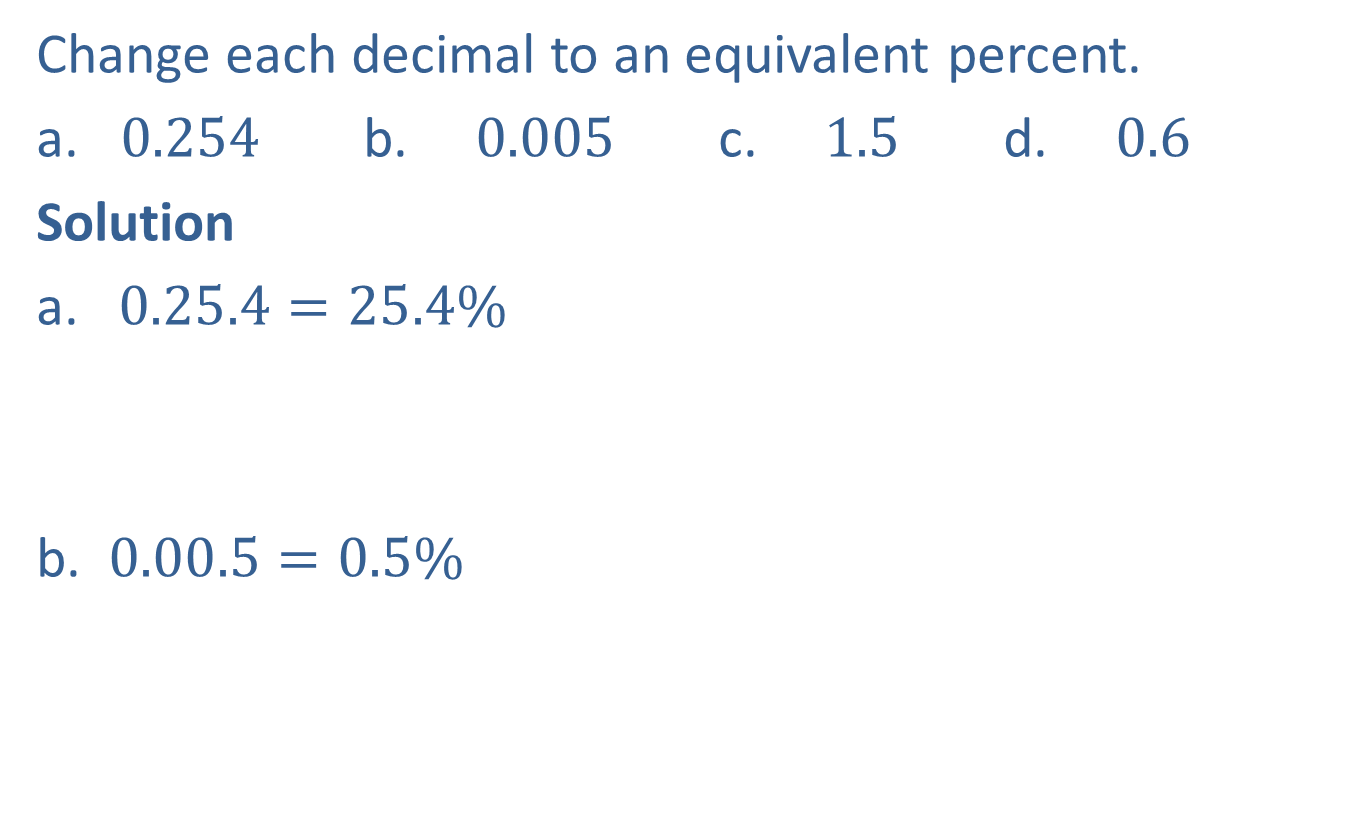 Change each decimal to an equivalent percent.
a. 0.254 b. 0.005 c. 1.5 d. 0.6
Solution
a. 0.25.4 = 25.4%
b. 0.00.5 = 0.5%